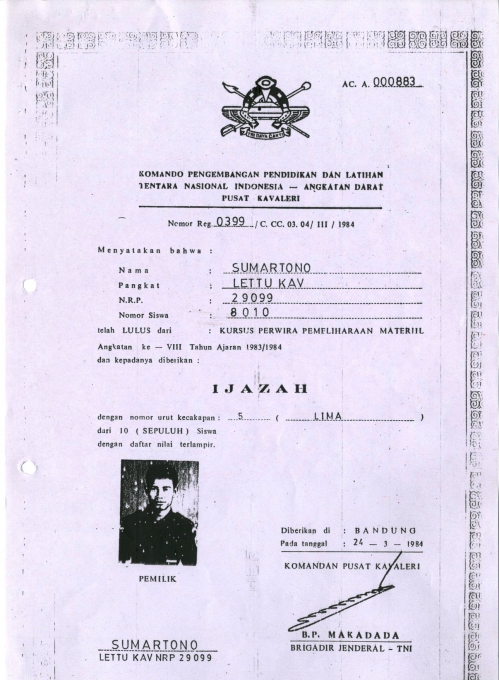 AC. A. 000883
KOMANDO PENGEMBANGAN PENDIDIKAN DAN LATIHAN
TENTARA NASIONAL INDONESIA — ANGKATAN DARAT
PUSAT KAVALERI
Nomor Reg 0399 / C. CC. 03. 04/ III / 1984
Menyatakan bahwa :
Nama : SUMARTONO
Pangkat : LETTU KAV
N.R.P. : 29099
Nomor Siswa : 8010
telah LULUS dari : KURSUS PERWIRA PEMELIHARAAN MATERIIL
Angkatan ke — VIII Tahun Ajaran 1983/1984
dan kepadanya diberikan :
IJAZAH
dengan nomor urut kecakapan : 5 ( LIMA )
dari 10 ( SEPULUH ) Siswa
dengan daftar nilai terlampir.
Diberikan di : BANDUNG
Pada tanggal : 24 — 3 — 1984
KOMANDAN PUSAT KAVALERI
PEMILIK
B.P. MAKADADA
BRIGADIR JENDERAL - TNI
SUMARTONO
LETTU KAV NRP 29099